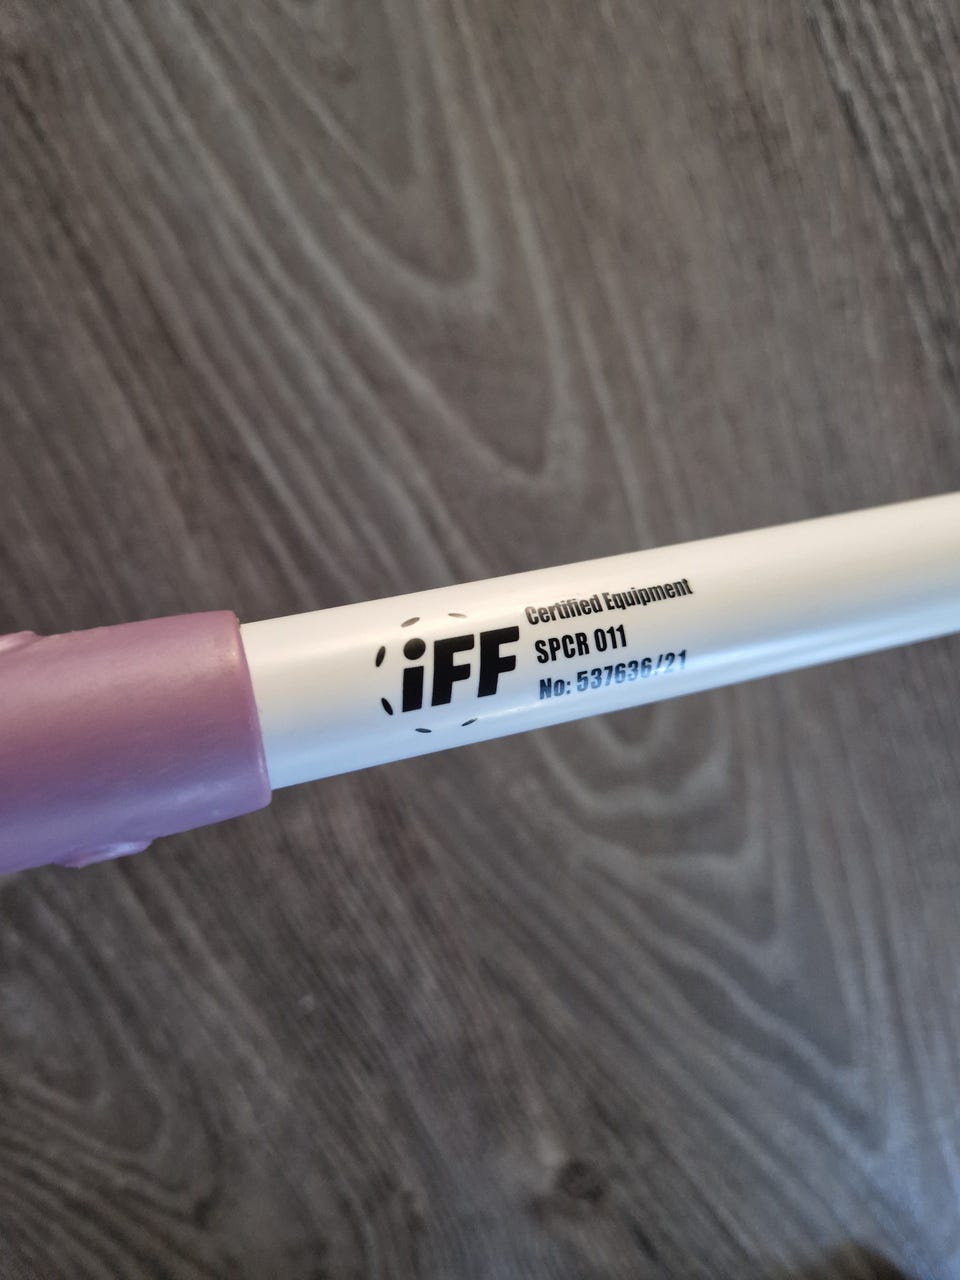 iFF
Certified Equipment
SPCR 011
No: 537636/21